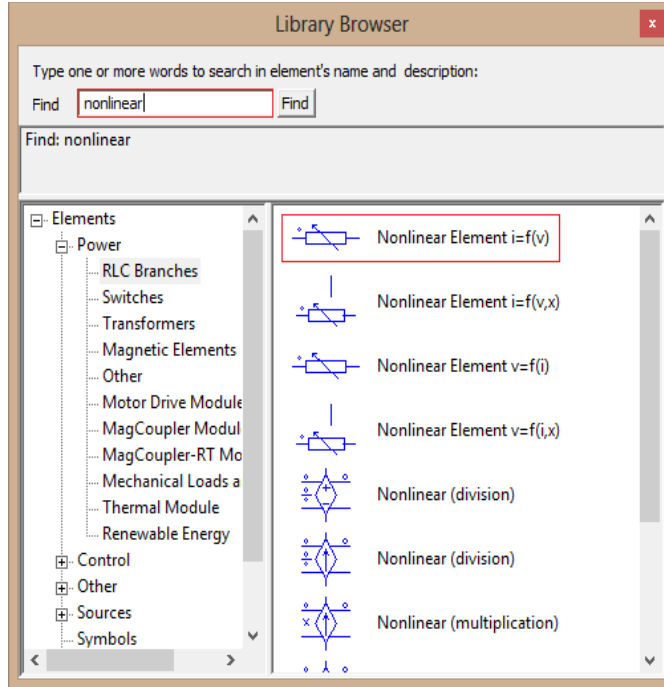 Library Browser
x
Type one or more words to search in element's name and description:
Find nonlinear Find
Find: nonlinear
Elements
Power
RLC Branches
Switches
Transformers
Magnetic Elements
Other
Motor Drive Module
MagCoupler Modul
MagCoupler-RT Mo
Mechanical Loads a
Thermal Module
Renewable Energy
Control
Other
Sources
Symbols
Nonlinear Element i=f(v)
Nonlinear Element i=f(v,x)
Nonlinear Element v=f(i)
Nonlinear Element v=f(i,x)
Nonlinear (division)
Nonlinear (division)
Nonlinear (multiplication)